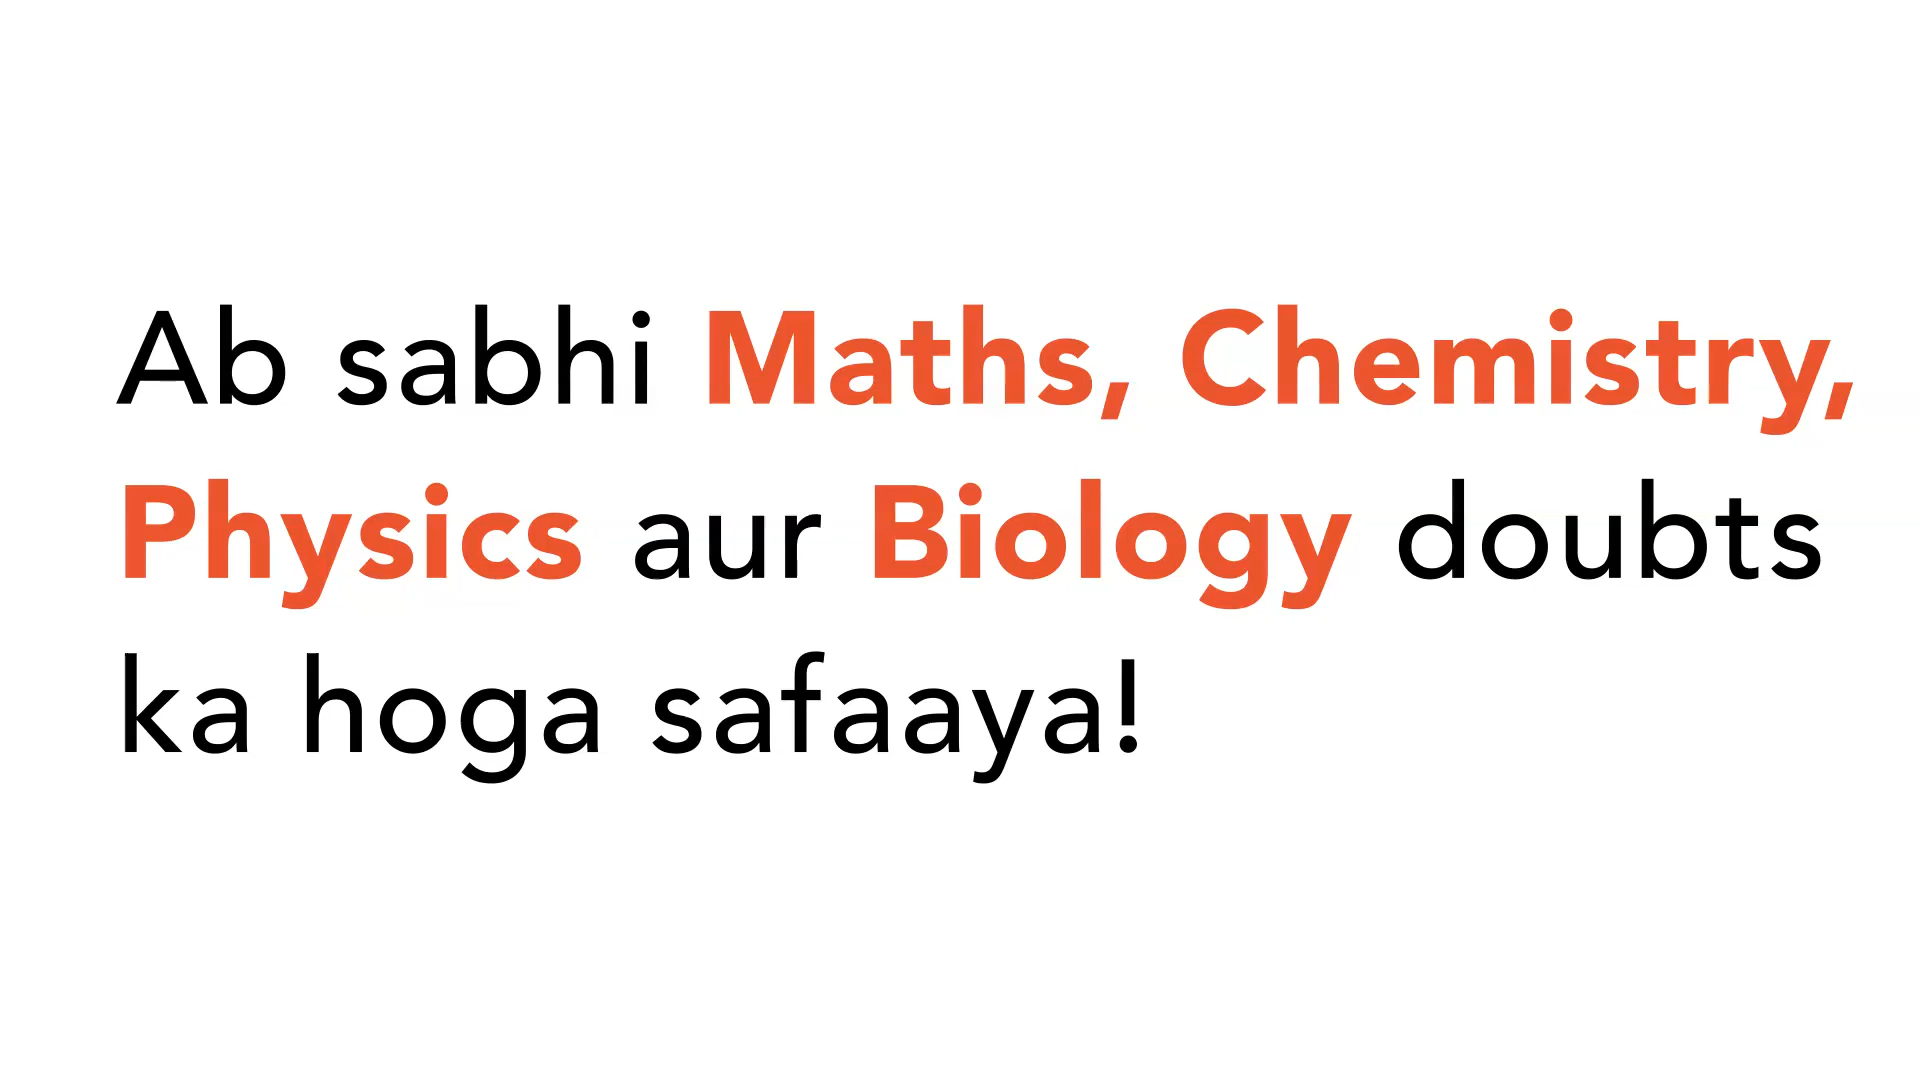 Ab sabhi Maths, Chemistry,
Physics aur Biology doubts
ka hoga safaaya!